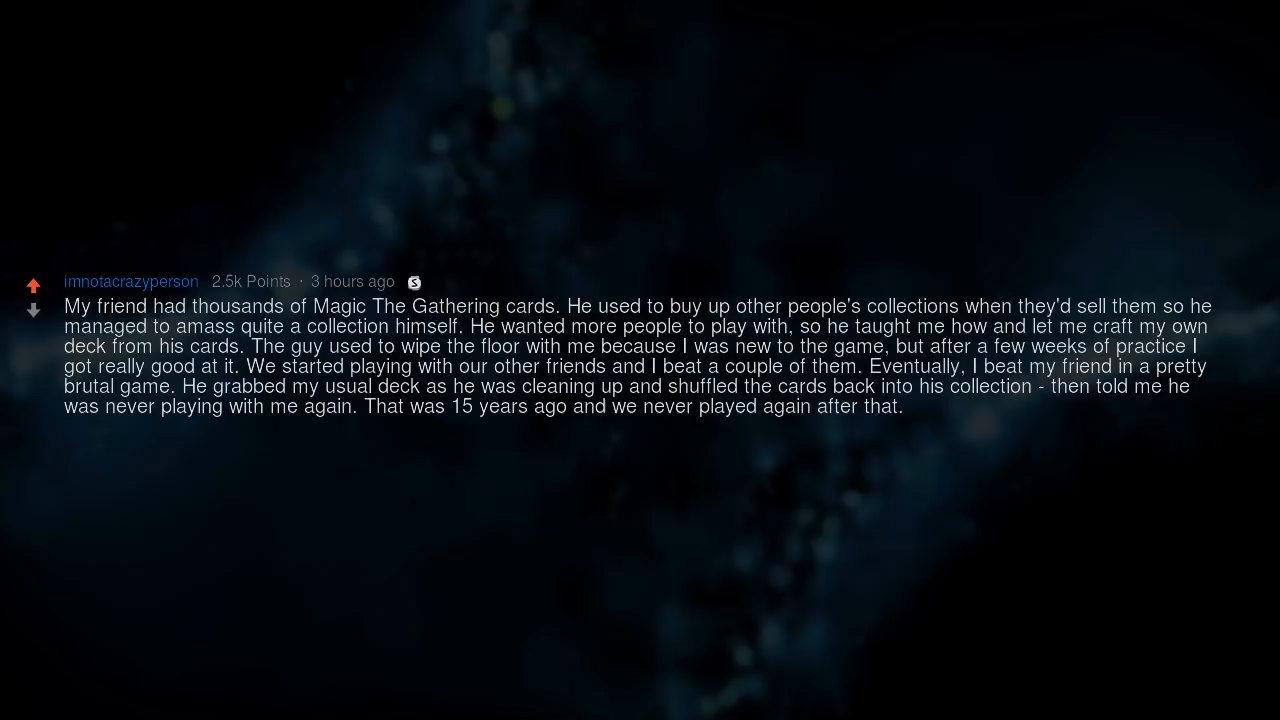 imnotacrazyperson 2.5k Points · 3 hours ago S
My friend had thousands of Magic The Gathering cards. He used to buy up other people's collections when they'd sell them so he
managed to amass quite a collection himself. He wanted more people to play with, so he taught me how and let me craft my own
deck from his cards. The guy used to wipe the floor with me because I was new to the game, but after a few weeks of practice I
got really good at it. We started playing with our other friends and I beat a couple of them. Eventually, I beat my friend in a pretty
brutal game. He grabbed my usual deck as he was cleaning up and shuffled the cards back into his collection - then told me he
was never playing with me again. That was 15 years ago and we never played again after that.